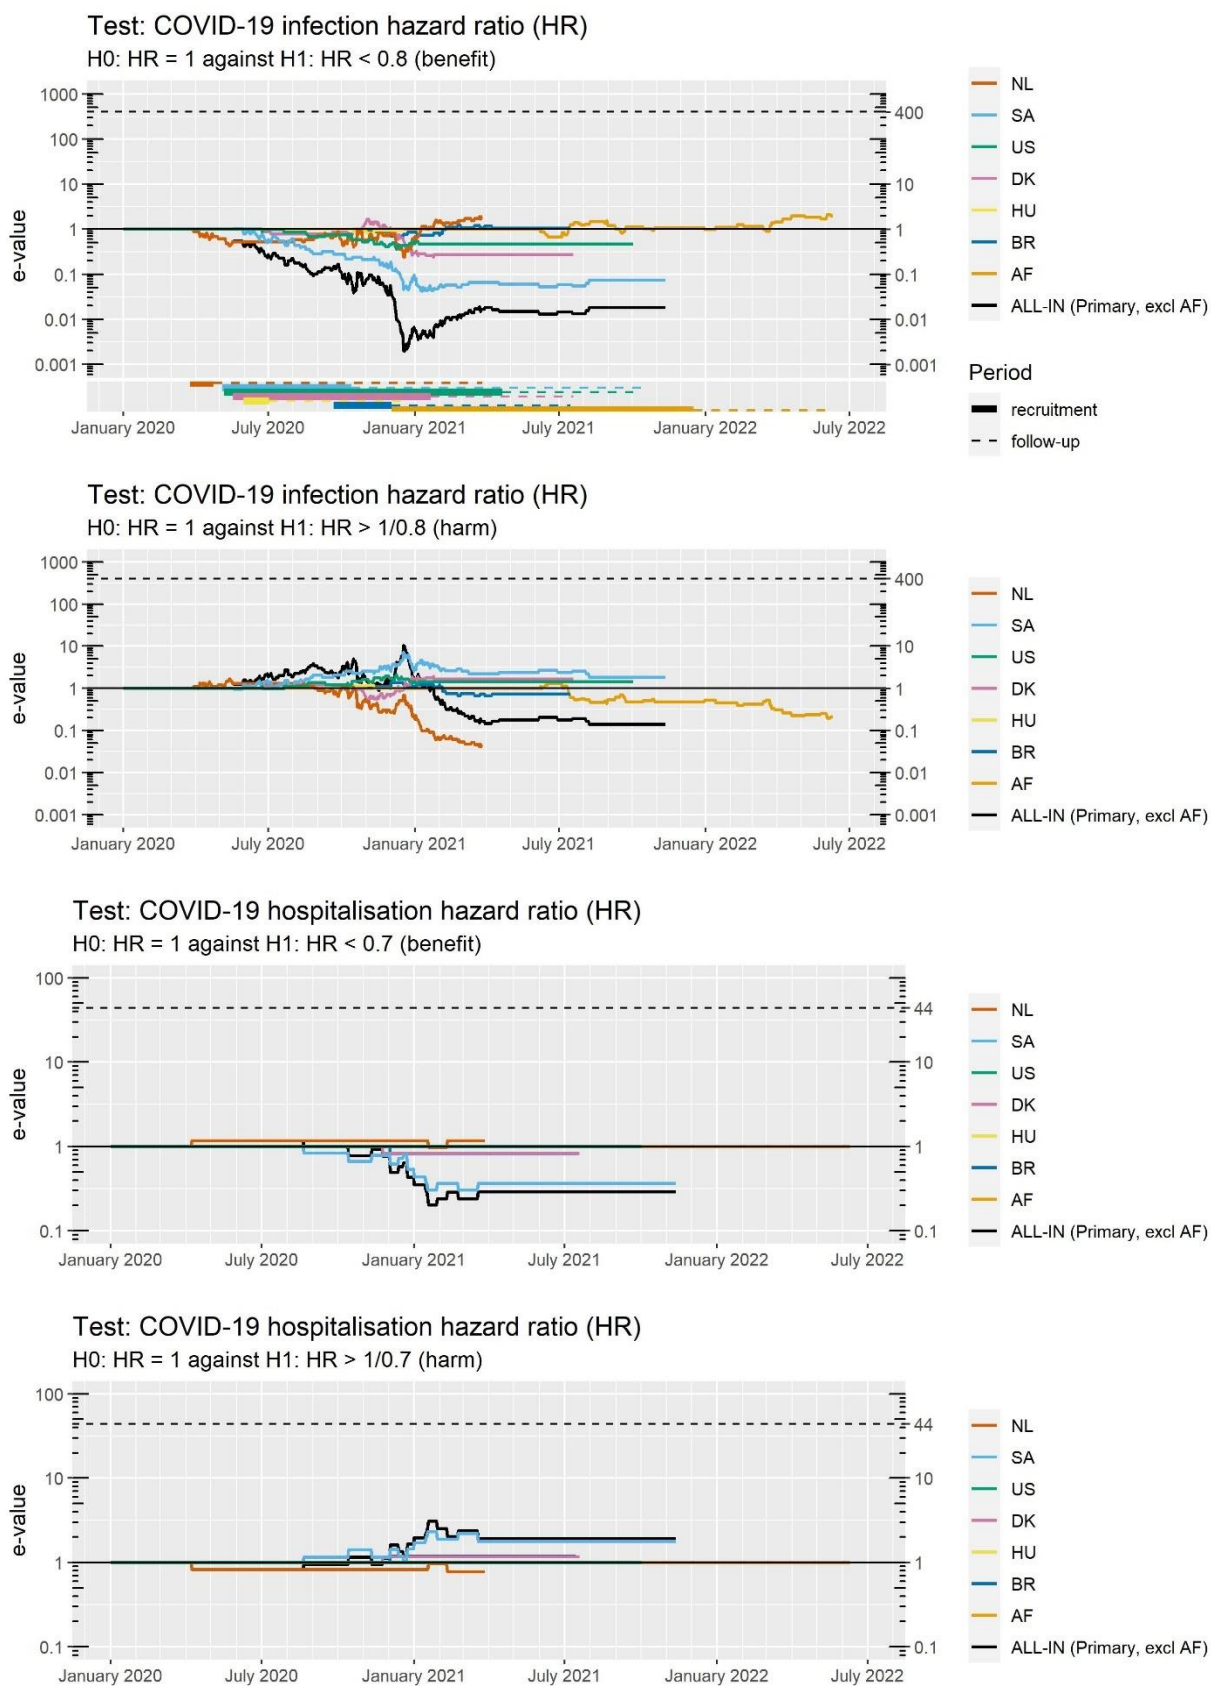 Test: COVID-19 infection hazard ratio (HR)
H0: HR = 1 against H1: HR < 0.8 (benefit)
e-value
1000
100
10
1
0.1
0.01
0.001
400
10
1
0.1
0.01
0.001
January 2020
July 2020
January 2021
July 2021
January 2022
July 2022
NL
SA
US
DK
HU
BR
AF
ALL-IN (Primary, excl AF)
Period
recruitment
follow-up
Test: COVID-19 infection hazard ratio (HR)
H0: HR = 1 against H1: HR > 1/0.8 (harm)
e-value
1000
100
10
1
0.1
0.01
0.001
400
10
1
0.1
0.01
0.001
January 2020
July 2020
January 2021
July 2021
January 2022
July 2022
NL
SA
US
DK
HU
BR
AF
ALL-IN (Primary, excl AF)
Test: COVID-19 hospitalisation hazard ratio (HR)
H0: HR = 1 against H1: HR < 0.7 (benefit)
e-value
100
10
1
0.1
44
10
1
0.1
January 2020
July 2020
January 2021
July 2021
January 2022
July 2022
NL
SA
US
DK
HU
BR
AF
ALL-IN (Primary, excl AF)
Test: COVID-19 hospitalisation hazard ratio (HR)
H0: HR = 1 against H1: HR > 1/0.7 (harm)
e-value
100
10
1
0.1
44
10
1
0.1
January 2020
July 2020
January 2021
July 2021
January 2022
July 2022
NL
SA
US
DK
HU
BR
AF
ALL-IN (Primary, excl AF)